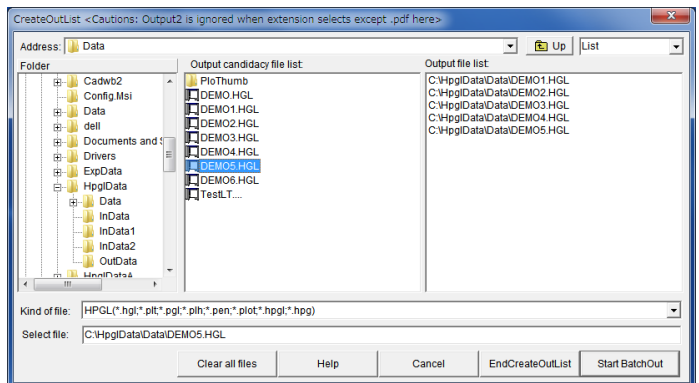 CreateOutList <Cautions: Output2 is ignored when extension selects except .pdf here>
Address: Data Up List
Folder
Cadwb2
Config.Msi
Data
dell
Documents and S
Drivers
ExpData
HpglData
Data
InData
InData1
InData2
OutData
HpglDataA
Output candidacy file list:
PloThumb
DEMO.HGL
DEMO1.HGL
DEMO2.HGL
DEMO3.HGL
DEMO4.HGL
DEMO5.HGL
DEMO6.HGL
TestLT....
Output file list:
C:\HpglData\Data\DEMO1.HGL
C:\HpglData\Data\DEMO2.HGL
C:\HpglData\Data\DEMO3.HGL
C:\HpglData\Data\DEMO4.HGL
C:\HpglData\Data\DEMO5.HGL
Kind of file: HPGL(*.hgl;*.plt;*.pgl;*.plh;*.pen;*.plot;*.hpgl;*.hpg)
Select file: C:\HpglData\Data\DEMO5.HGL
Clear all files Help Cancel EndCreateOutList Start BatchOut